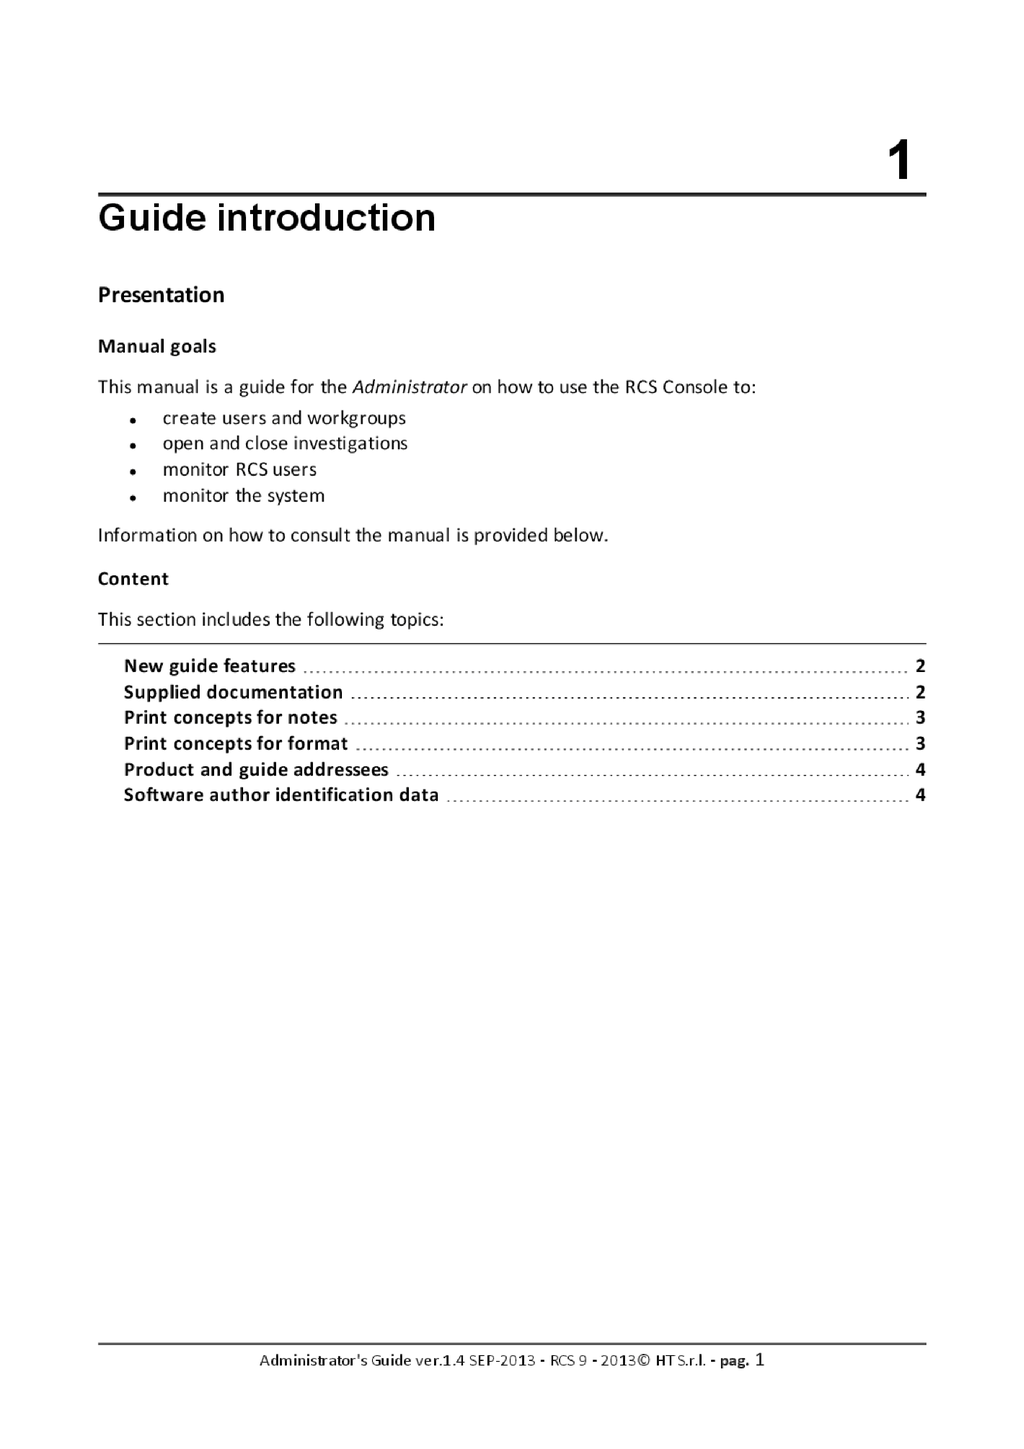 1
Guide introduction
Presentation
Manual goals
This manual is a guide for the Administrator on how to use the RCS Console to:
• create users and workgroups
• open and close investigations
• monitor RCS users
• monitor the system
Information on how to consult the manual is provided below.
Content
This section includes the following topics:
New guide features 2
Supplied documentation 2
Print concepts for notes 3
Print concepts for format 3
Product and guide addressees 4
Software author identification data 4
Administrator's Guide ver.1.4 SEP-2013 - RCS 9 - 2013© HT S.r.l. - pag. 1